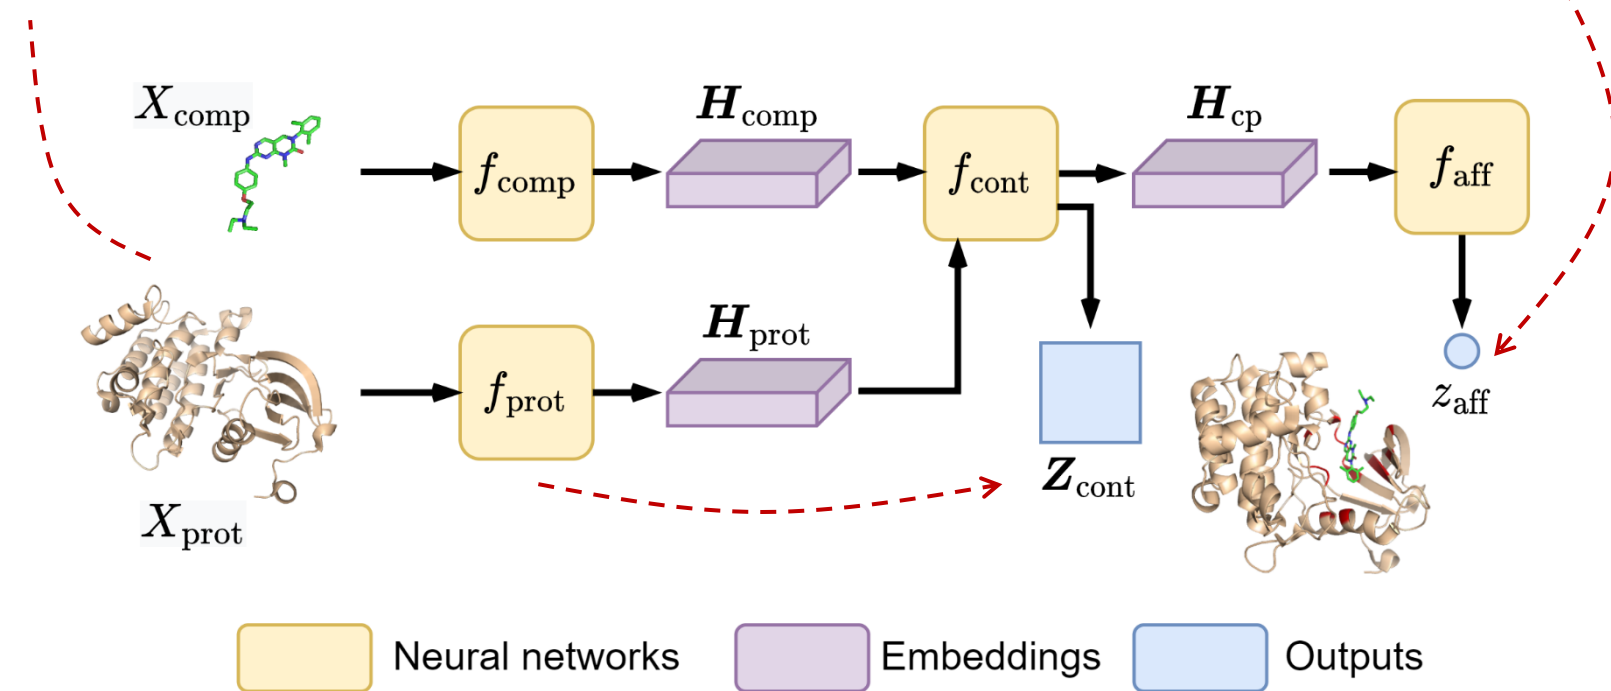 X_comp
f_comp
H_comp
f_cont
H_cp
f_aff
X_prot
f_prot
H_prot
Z_cont
z_aff
Neural networks
Embeddings
Outputs